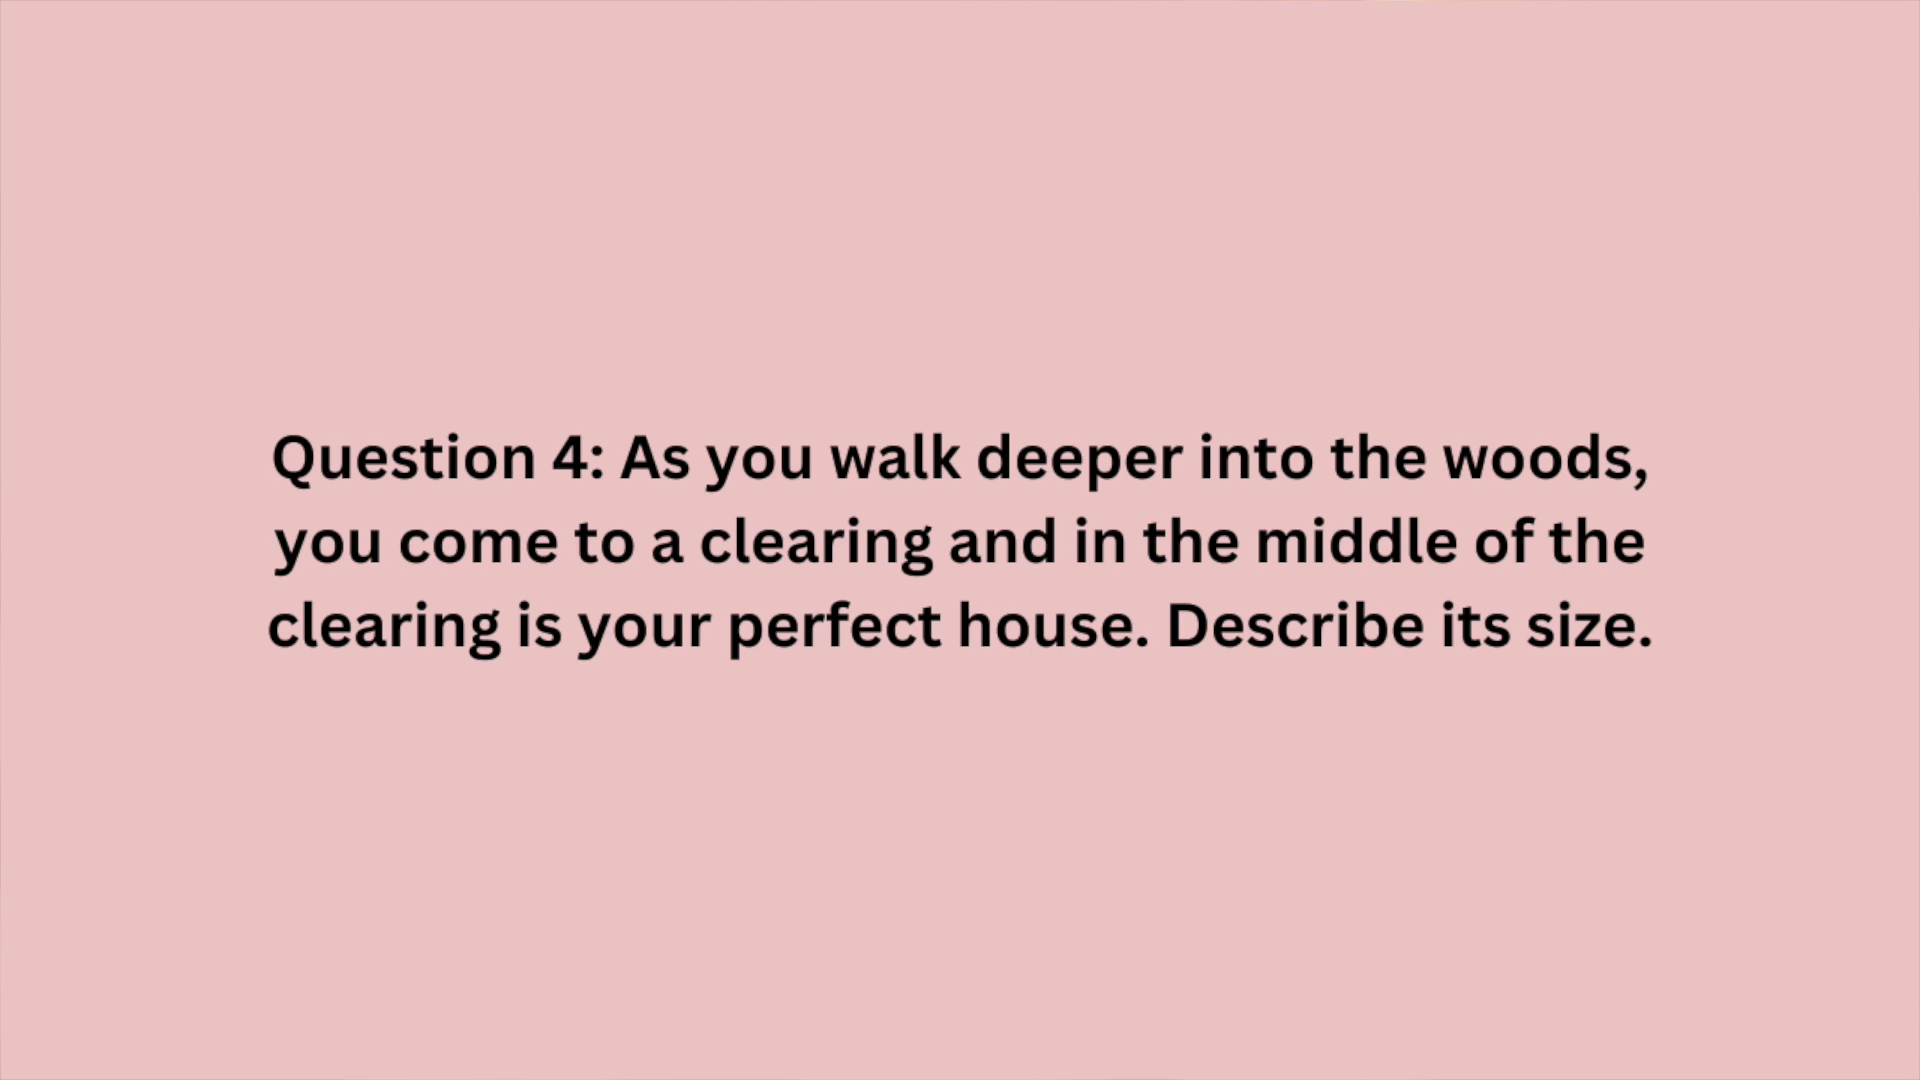 Question 4: As you walk deeper into the woods,
you come to a clearing and in the middle of the
clearing is your perfect house. Describe its size.